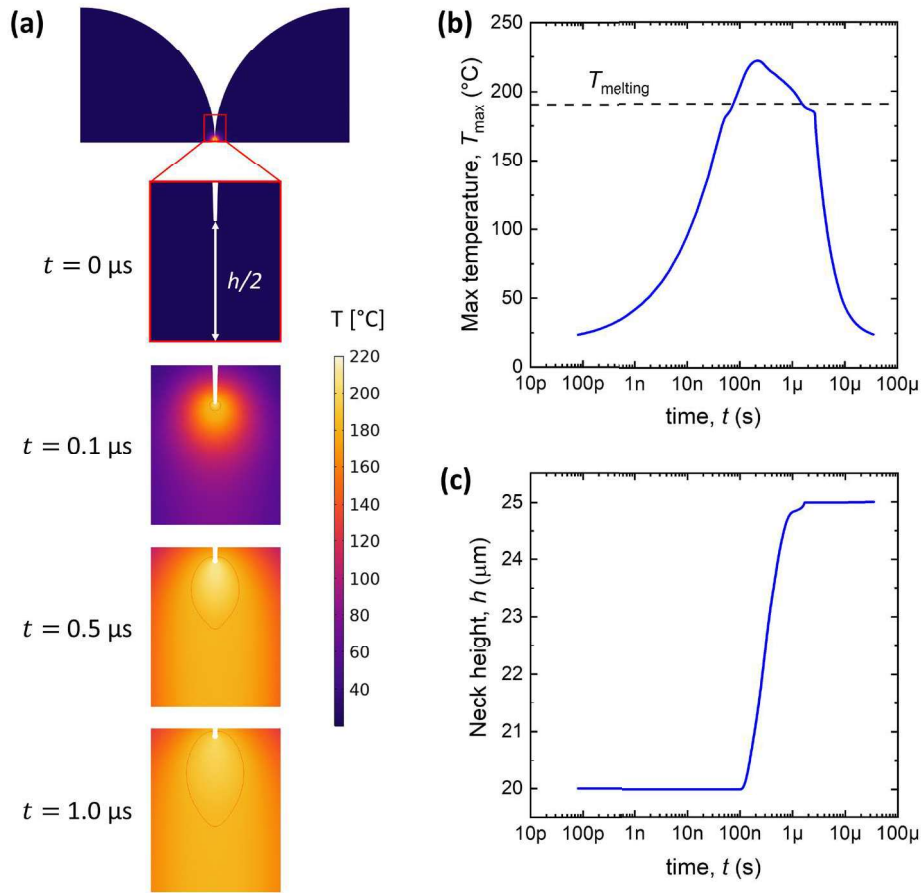 (a)
t = 0 µs
h/2
T [°C]
220
200
180
160
140
120
100
80
60
40
t = 0.1 µs
t = 0.5 µs
t = 1.0 µs
(b)
Max temperature, Tmax (°C)
250
200
150
100
50
0
Tmelting
10p 100p 1n 10n 100n 1µ 10µ 100µ
time, t (s)
(c)
Neck height, h (µm)
25
24
23
22
21
20
10p 100p 1n 10n 100n 1µ 10µ 100µ
time, t (s)